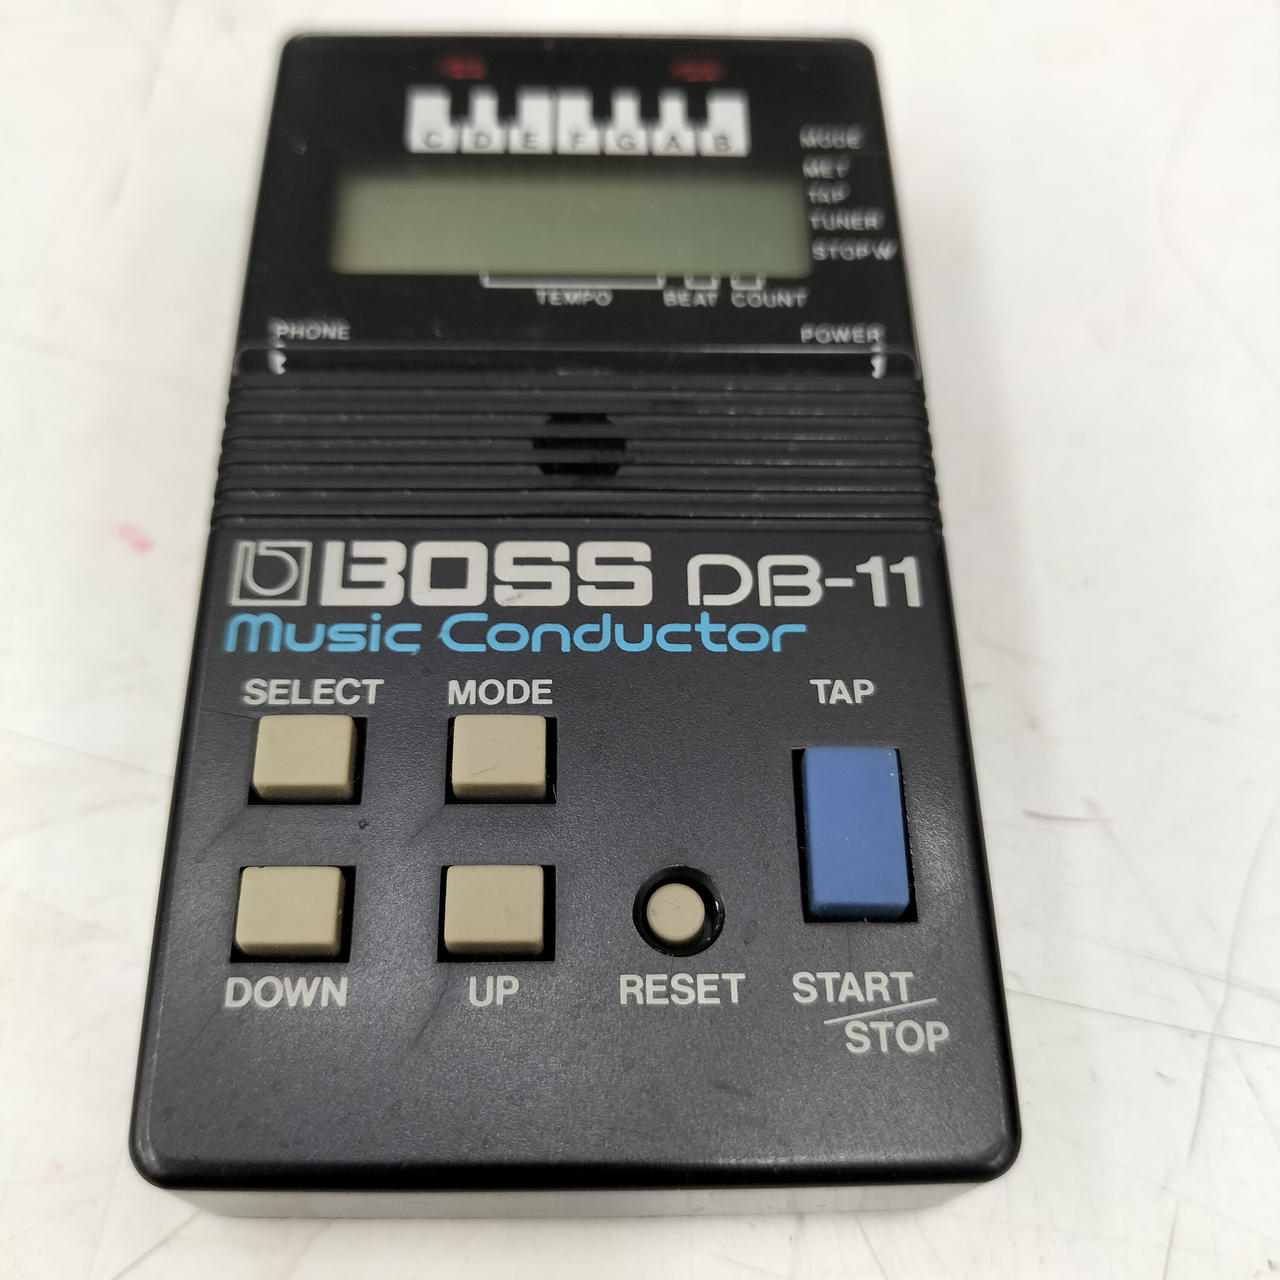 C D E F G A B
MODE
MET
TAP
TUNER
STOPW
TEMPO BEAT COUNT
PHONE POWER
BOSS DB-11
Music Conductor
SELECT MODE TAP
DOWN UP RESET START/STOP